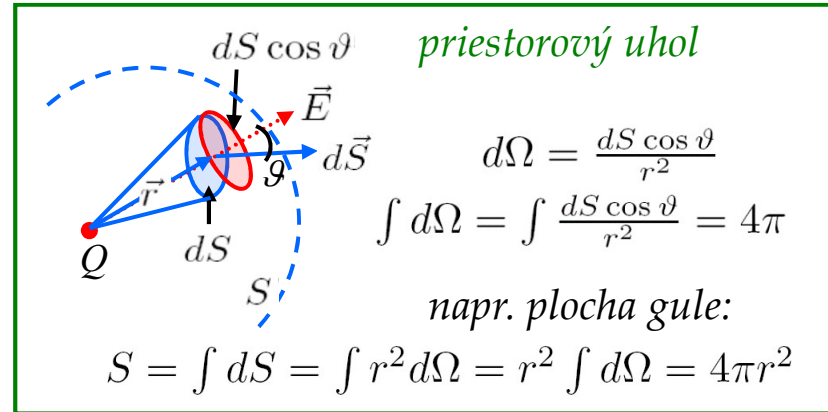 priestorový uhol
dS cos ϑ
E⃗
dS⃗
ϑ
r⃗
Q
dS
S
dΩ = dS cos ϑ / r²
∫ dΩ = ∫ dS cos ϑ / r² = 4π
napr. plocha gule:
S = ∫ dS = ∫ r²dΩ = r² ∫ dΩ = 4πr²